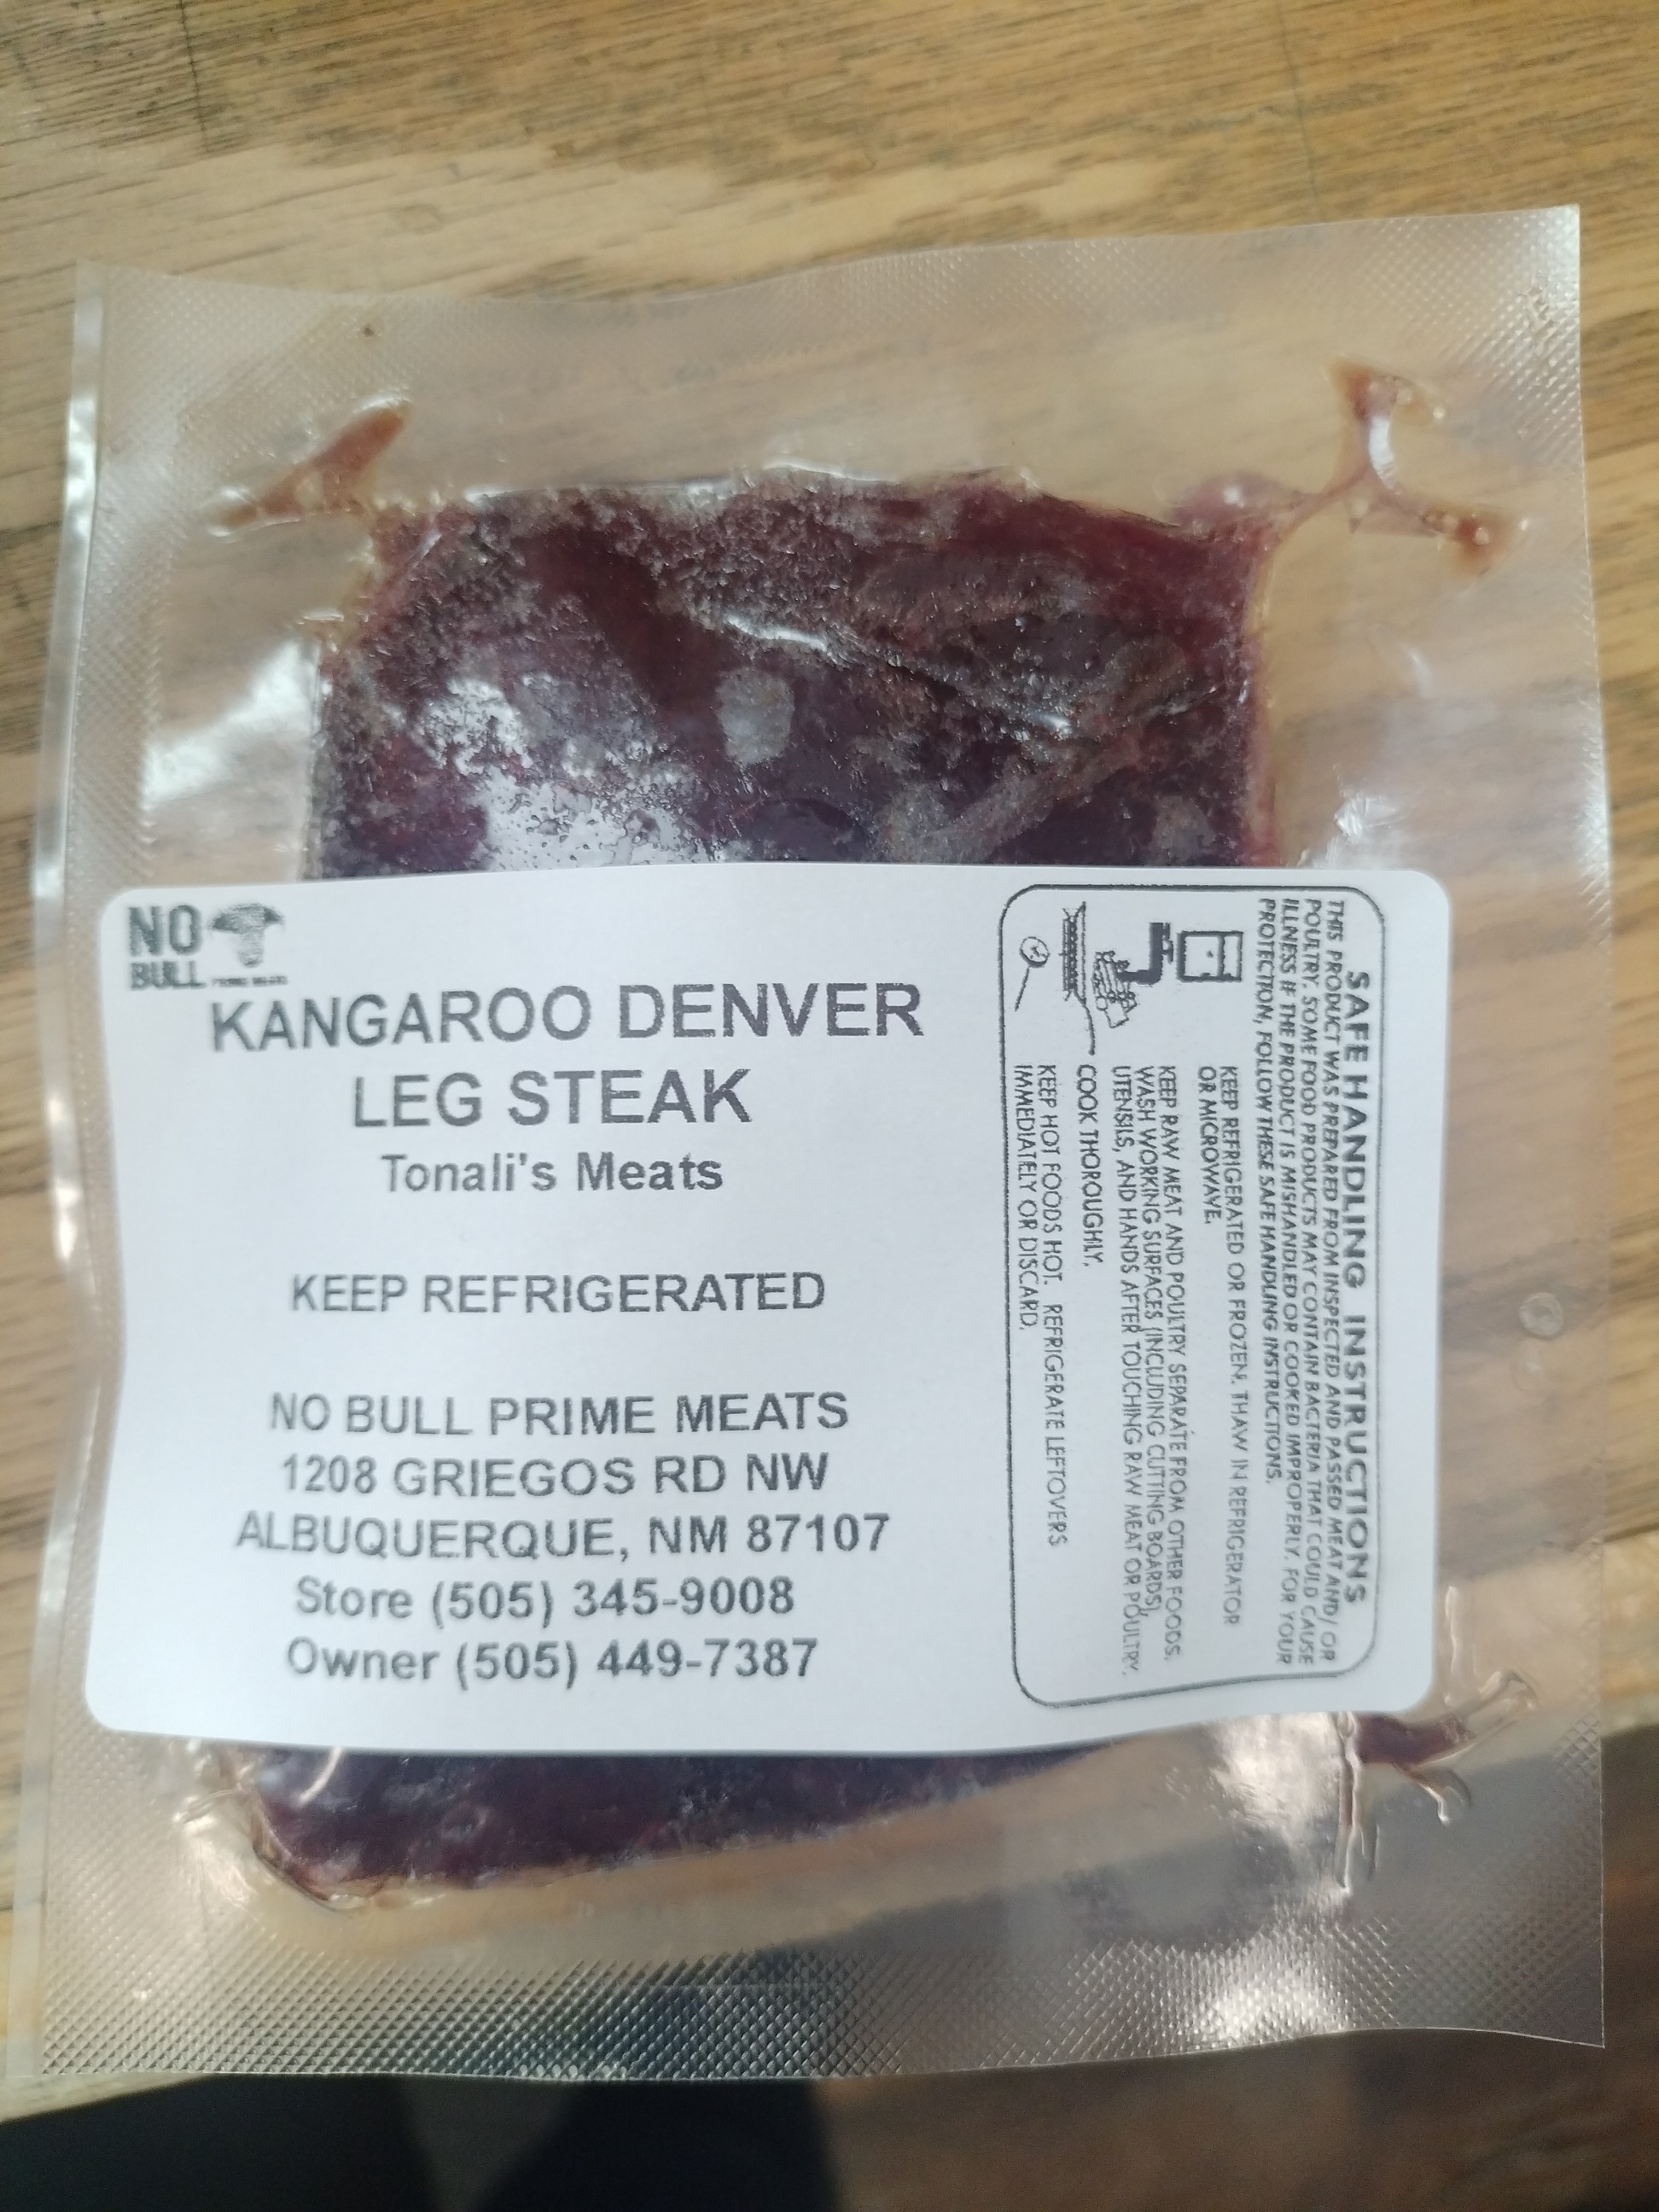 NO
BULL
KANGAROO DENVER
LEG STEAK
Tonali's Meats
KEEP REFRIGERATED
NO BULL PRIME MEATS
1208 GRIEGOS RD NW
ALBUQUERQUE, NM 87107
Store (505) 345-9008
Owner (505) 449-7387
SAFE HANDLING INSTRUCTIONS
THIS PRODUCT WAS PREPARED FROM INSPECTED AND PASSED MEAT AND/OR
POULTRY. SOME FOOD PRODUCTS MAY CONTAIN BACTERIA THAT COULD CAUSE
ILLNESS IF THE PRODUCT IS MISHANDLED OR COOKED IMPROPERLY. FOR YOUR
PROTECTION, FOLLOW THESE SAFE HANDLING INSTRUCTIONS.
KEEP REFRIGERATED OR FROZEN. THAW IN REFRIGERATOR
OR MICROWAVE.
KEEP RAW MEAT AND POULTRY SEPARATE FROM OTHER FOODS.
WASH WORKING SURFACES (INCLUDING CUTTING BOARDS),
UTENSILS, AND HANDS AFTER TOUCHING RAW MEAT OR POULTRY.
COOK THOROUGHLY.
KEEP HOT FOODS HOT. REFRIGERATE LEFTOVERS
IMMEDIATELY OR DISCARD.